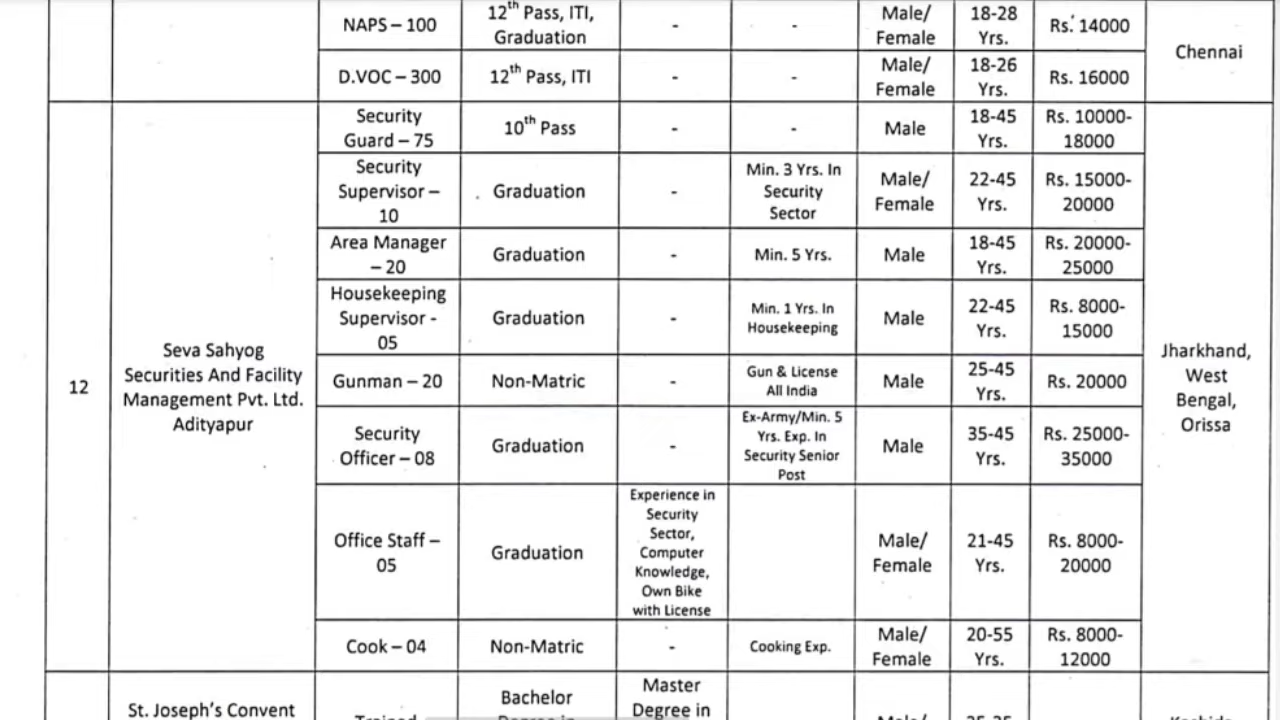 NAPS – 100
12th Pass, ITI,
Graduation
-
-
Male/
Female
18-28
Yrs.
Rs. 14000
Chennai
D.VOC – 300
12th Pass, ITI
-
-
Male/
Female
18-26
Yrs.
Rs. 16000
12
Seva Sahyog
Securities And Facility
Management Pvt. Ltd.
Adityapur
Security
Guard – 75
10th Pass
-
-
Male
18-45
Yrs.
Rs. 10000-
18000
Jharkhand,
West
Bengal,
Orissa
Security
Supervisor –
10
Graduation
-
Min. 3 Yrs. In
Security
Sector
Male/
Female
22-45
Yrs.
Rs. 15000-
20000
Area Manager
– 20
Graduation
-
Min. 5 Yrs.
Male
18-45
Yrs.
Rs. 20000-
25000
Housekeeping
Supervisor -
05
Graduation
-
Min. 1 Yrs. In
Housekeeping
Male
22-45
Yrs.
Rs. 8000-
15000
Gunman – 20
Non-Matric
-
Gun & License
All India
Male
25-45
Yrs.
Rs. 20000
Security
Officer – 08
Graduation
-
Ex-Army/Min. 5
Yrs. Exp. In
Security Senior
Post
Male
35-45
Yrs.
Rs. 25000-
35000
Office Staff –
05
Graduation
Experience in
Security
Sector,
Computer
Knowledge,
Own Bike
with License
Male/
Female
21-45
Yrs.
Rs. 8000-
20000
Cook – 04
Non-Matric
-
Cooking Exp.
Male/
Female
20-55
Yrs.
Rs. 8000-
12000
St. Joseph's Convent
Trained
Bachelor
Degree in
Master
Degree in
Male/